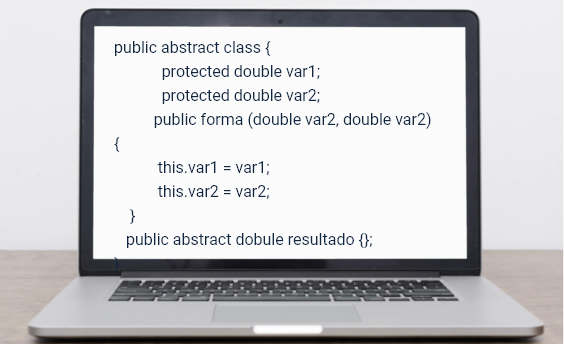 public abstract class {
protected double var1;
protected double var2;
public forma (double var2, double var2)
{
this.var1 = var1;
this.var2 = var2;
}
public abstract dobule resultado {};
}